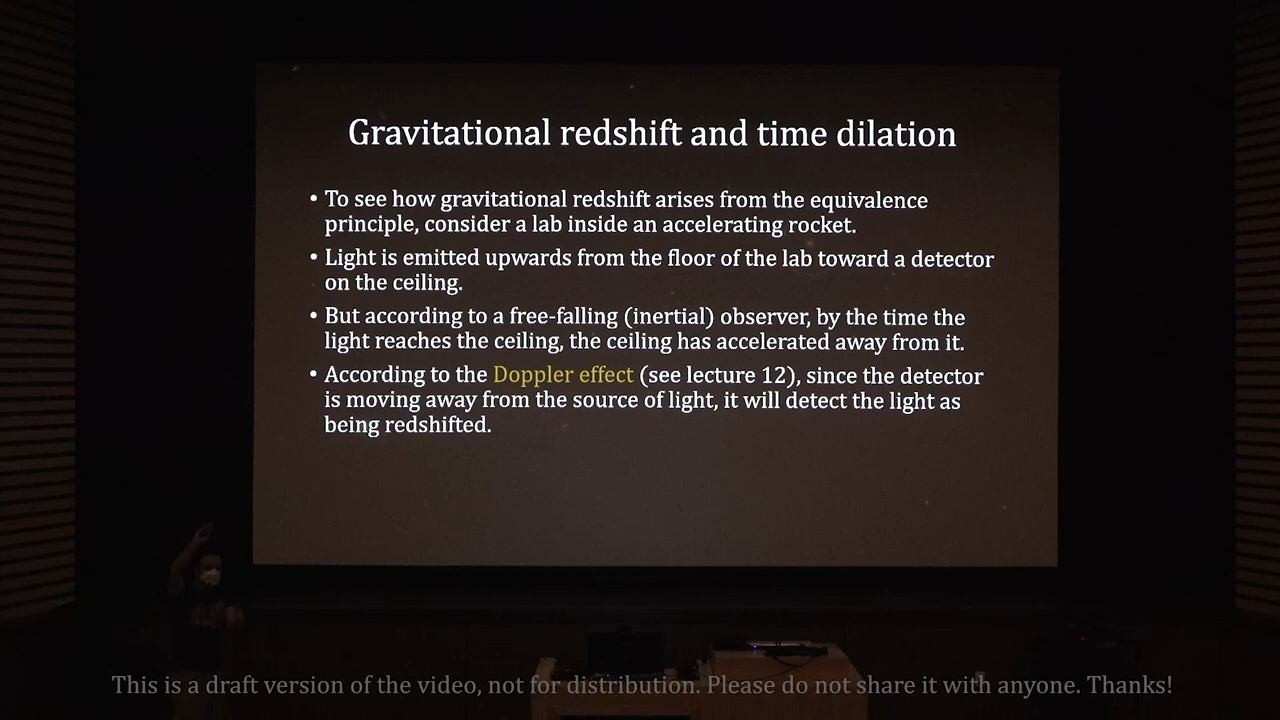 Gravitational redshift and time dilation
• To see how gravitational redshift arises from the equivalence
principle, consider a lab inside an accelerating rocket.
• Light is emitted upwards from the floor of the lab toward a detector
on the ceiling.
• But according to a free-falling (inertial) observer, by the time the
light reaches the ceiling, the ceiling has accelerated away from it.
• According to the Doppler effect (see lecture 12), since the detector
is moving away from the source of light, it will detect the light as
being redshifted.
This is a draft version of the video, not for distribution. Please do not share it with anyone. Thanks!